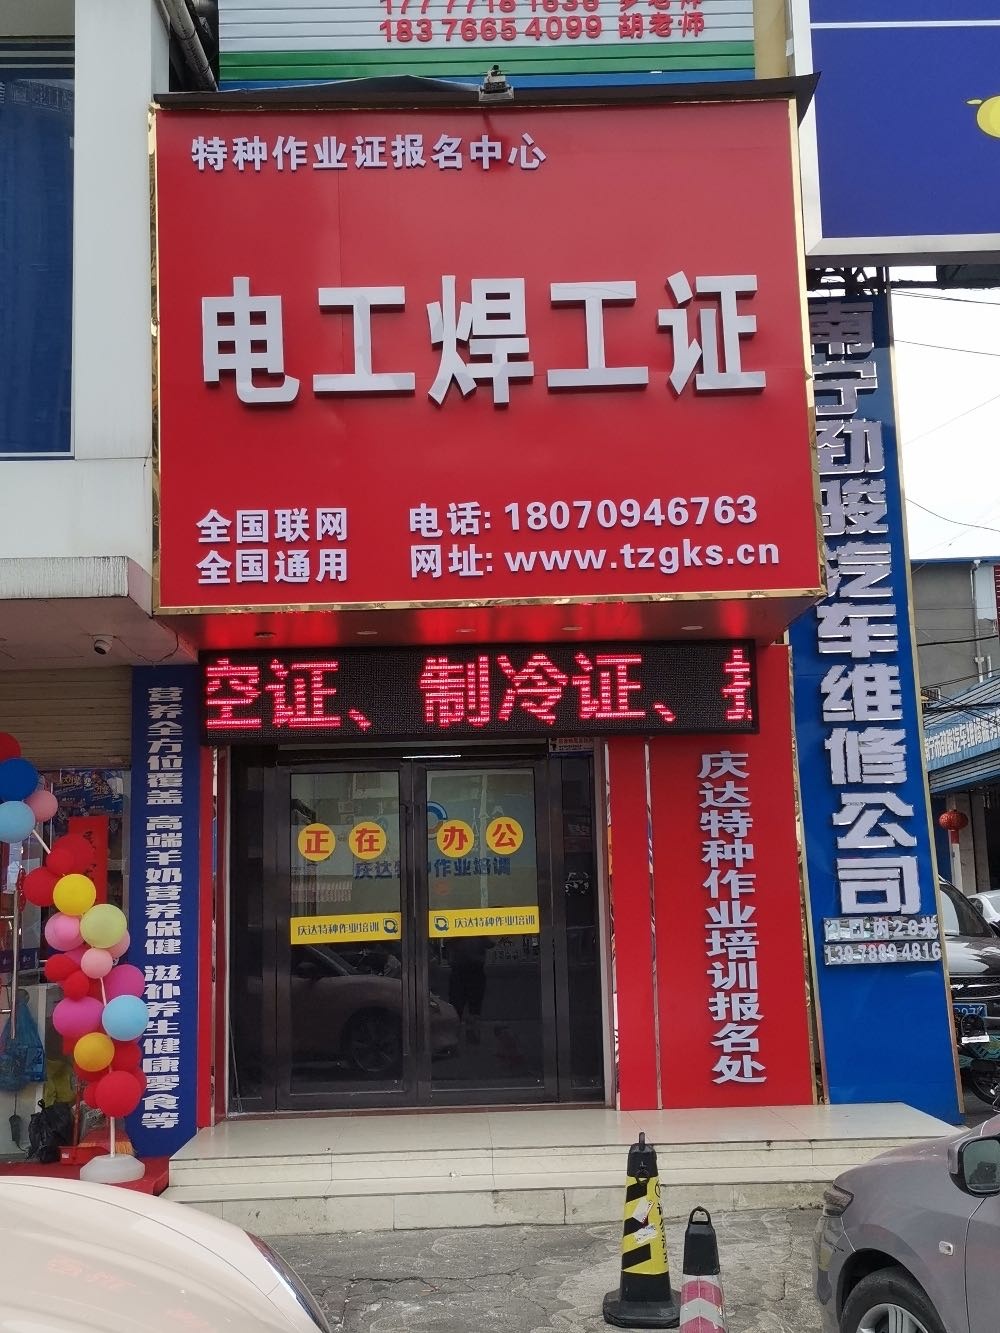 18376654099 胡老师
特种作业证报名中心
电工焊工证
全国联网
全国通用
电话: 18070946763
网址: www.tzgks.cn
空证、制冷证、
南宁劲骏汽车维修公司
13978894816
营养全方位覆盖 高端羊奶营养保健 滋补养生健康零食等
正在办公
庆达特种作业培训
庆达特种作业培训
庆达特种作业培训
庆达特种作业培训报名处